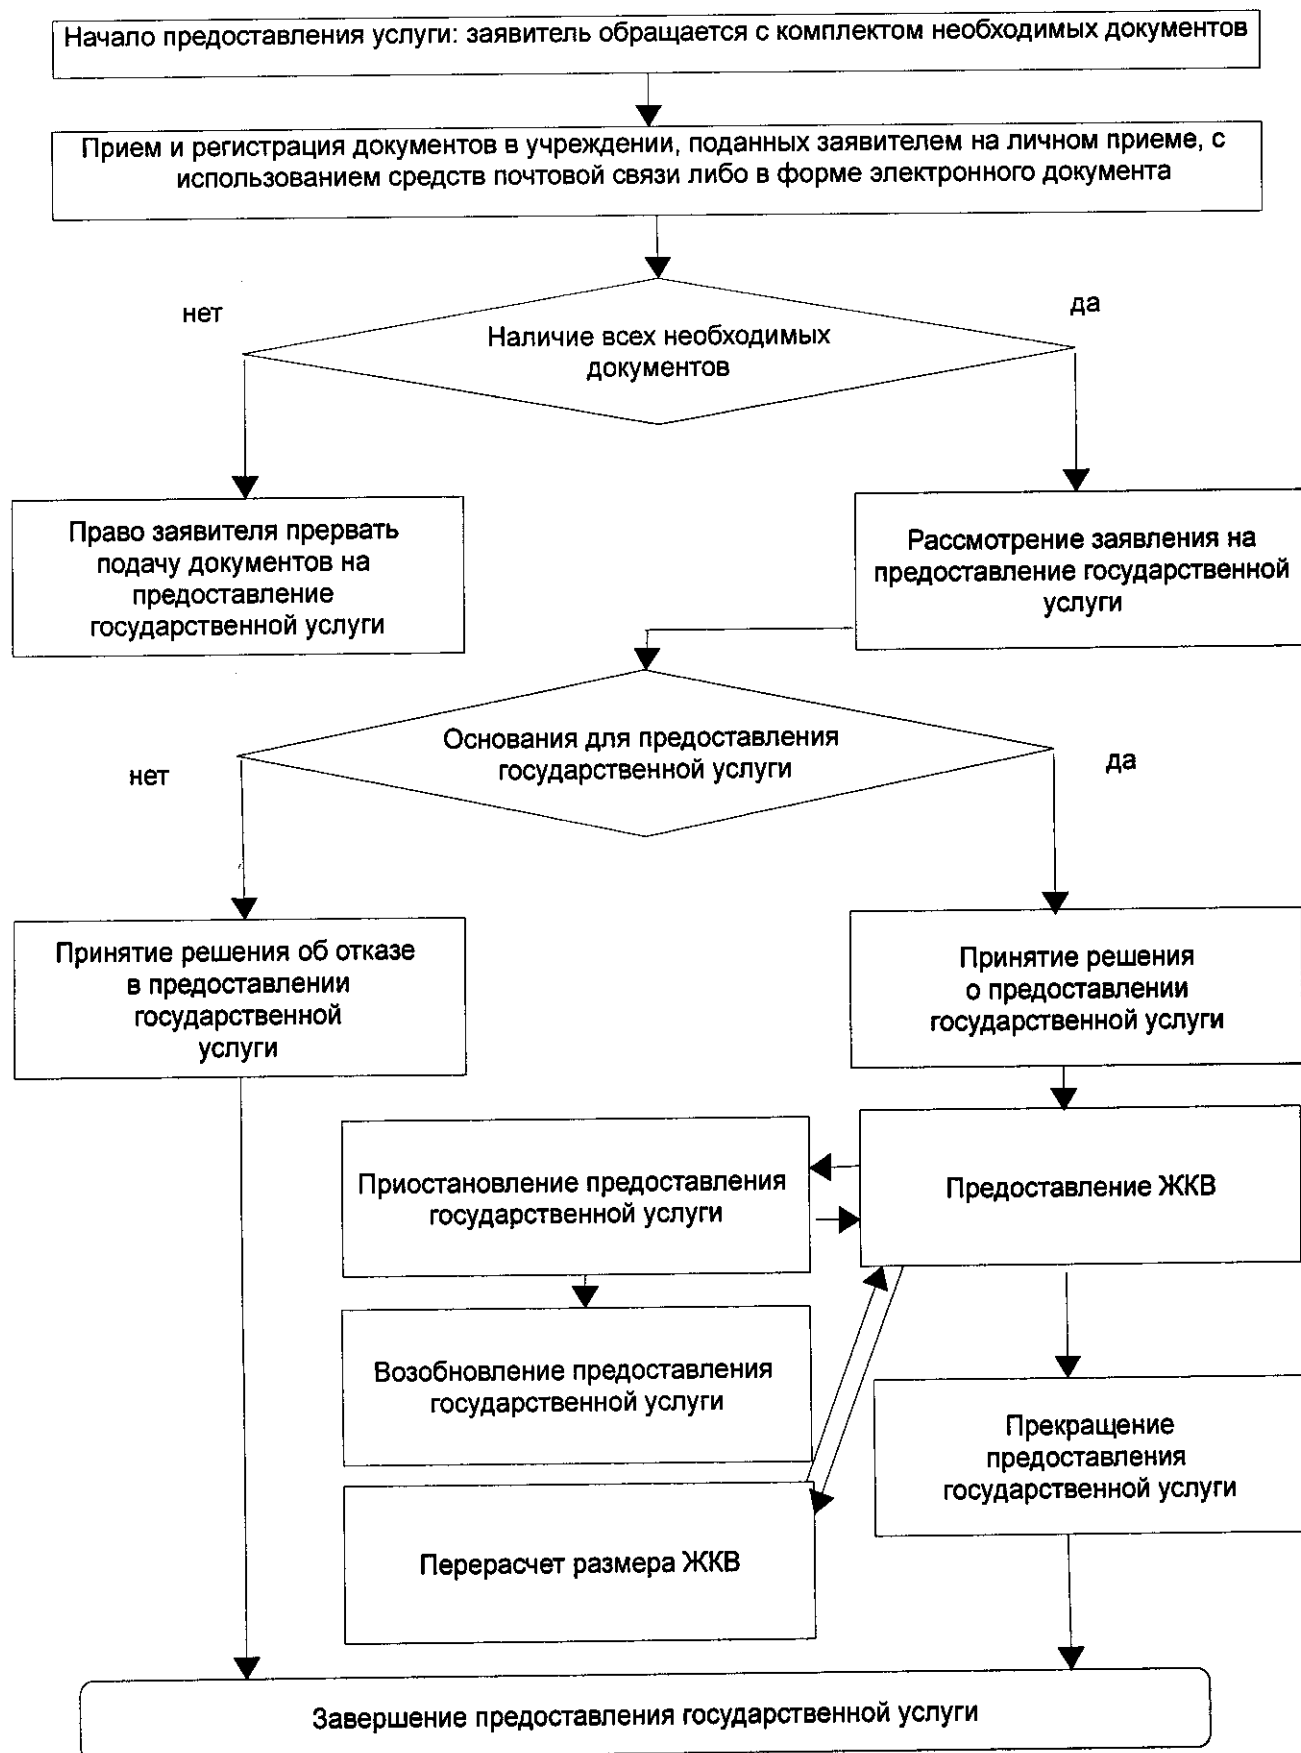 Начало предоставления услуги: заявитель обращается с комплектом необходимых документов
Прием и регистрация документов в учреждении, поданных заявителем на личном приеме, с
использованием средств почтовой связи либо в форме электронного документа
нет
да
Наличие всех необходимых
документов
Право заявителя прервать
подачу документов на
предоставление
государственной услуги
Рассмотрение заявления на
предоставление государственной
услуги
Основания для предоставления
государственной услуги
нет
да
Принятие решения об отказе
в предоставлении
государственной
услуги
Принятие решения
о предоставлении
государственной услуги
Приостановление предоставления
государственной услуги
Предоставление ЖКВ
Возобновление предоставления
государственной услуги
Прекращение
предоставления
государственной услуги
Перерасчет размера ЖКВ
Завершение предоставления государственной услуги